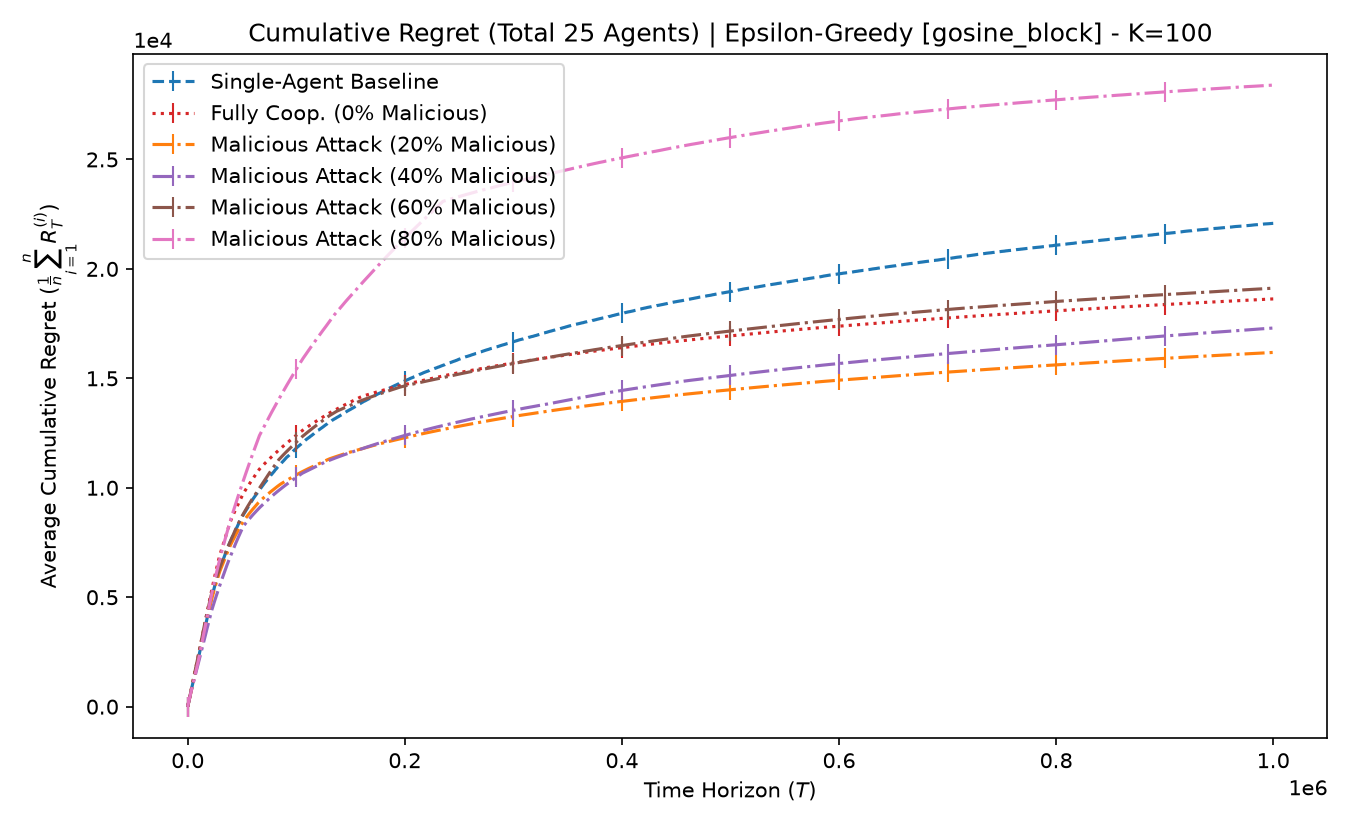 Cumulative Regret (Total 25 Agents) | Epsilon-Greedy [gosine_block] - K=100
1e4
Single-Agent Baseline
Fully Coop. (0% Malicious)
Malicious Attack (20% Malicious)
Malicious Attack (40% Malicious)
Malicious Attack (60% Malicious)
Malicious Attack (80% Malicious)
2.5
2.0
1.5
1.0
0.5
0.0
Average Cumulative Regret ($\frac{1}{n}\sum_{i=1}^{n} R_T^{(i)}$)
0.0 0.2 0.4 0.6 0.8 1.0
1e6
Time Horizon (T)